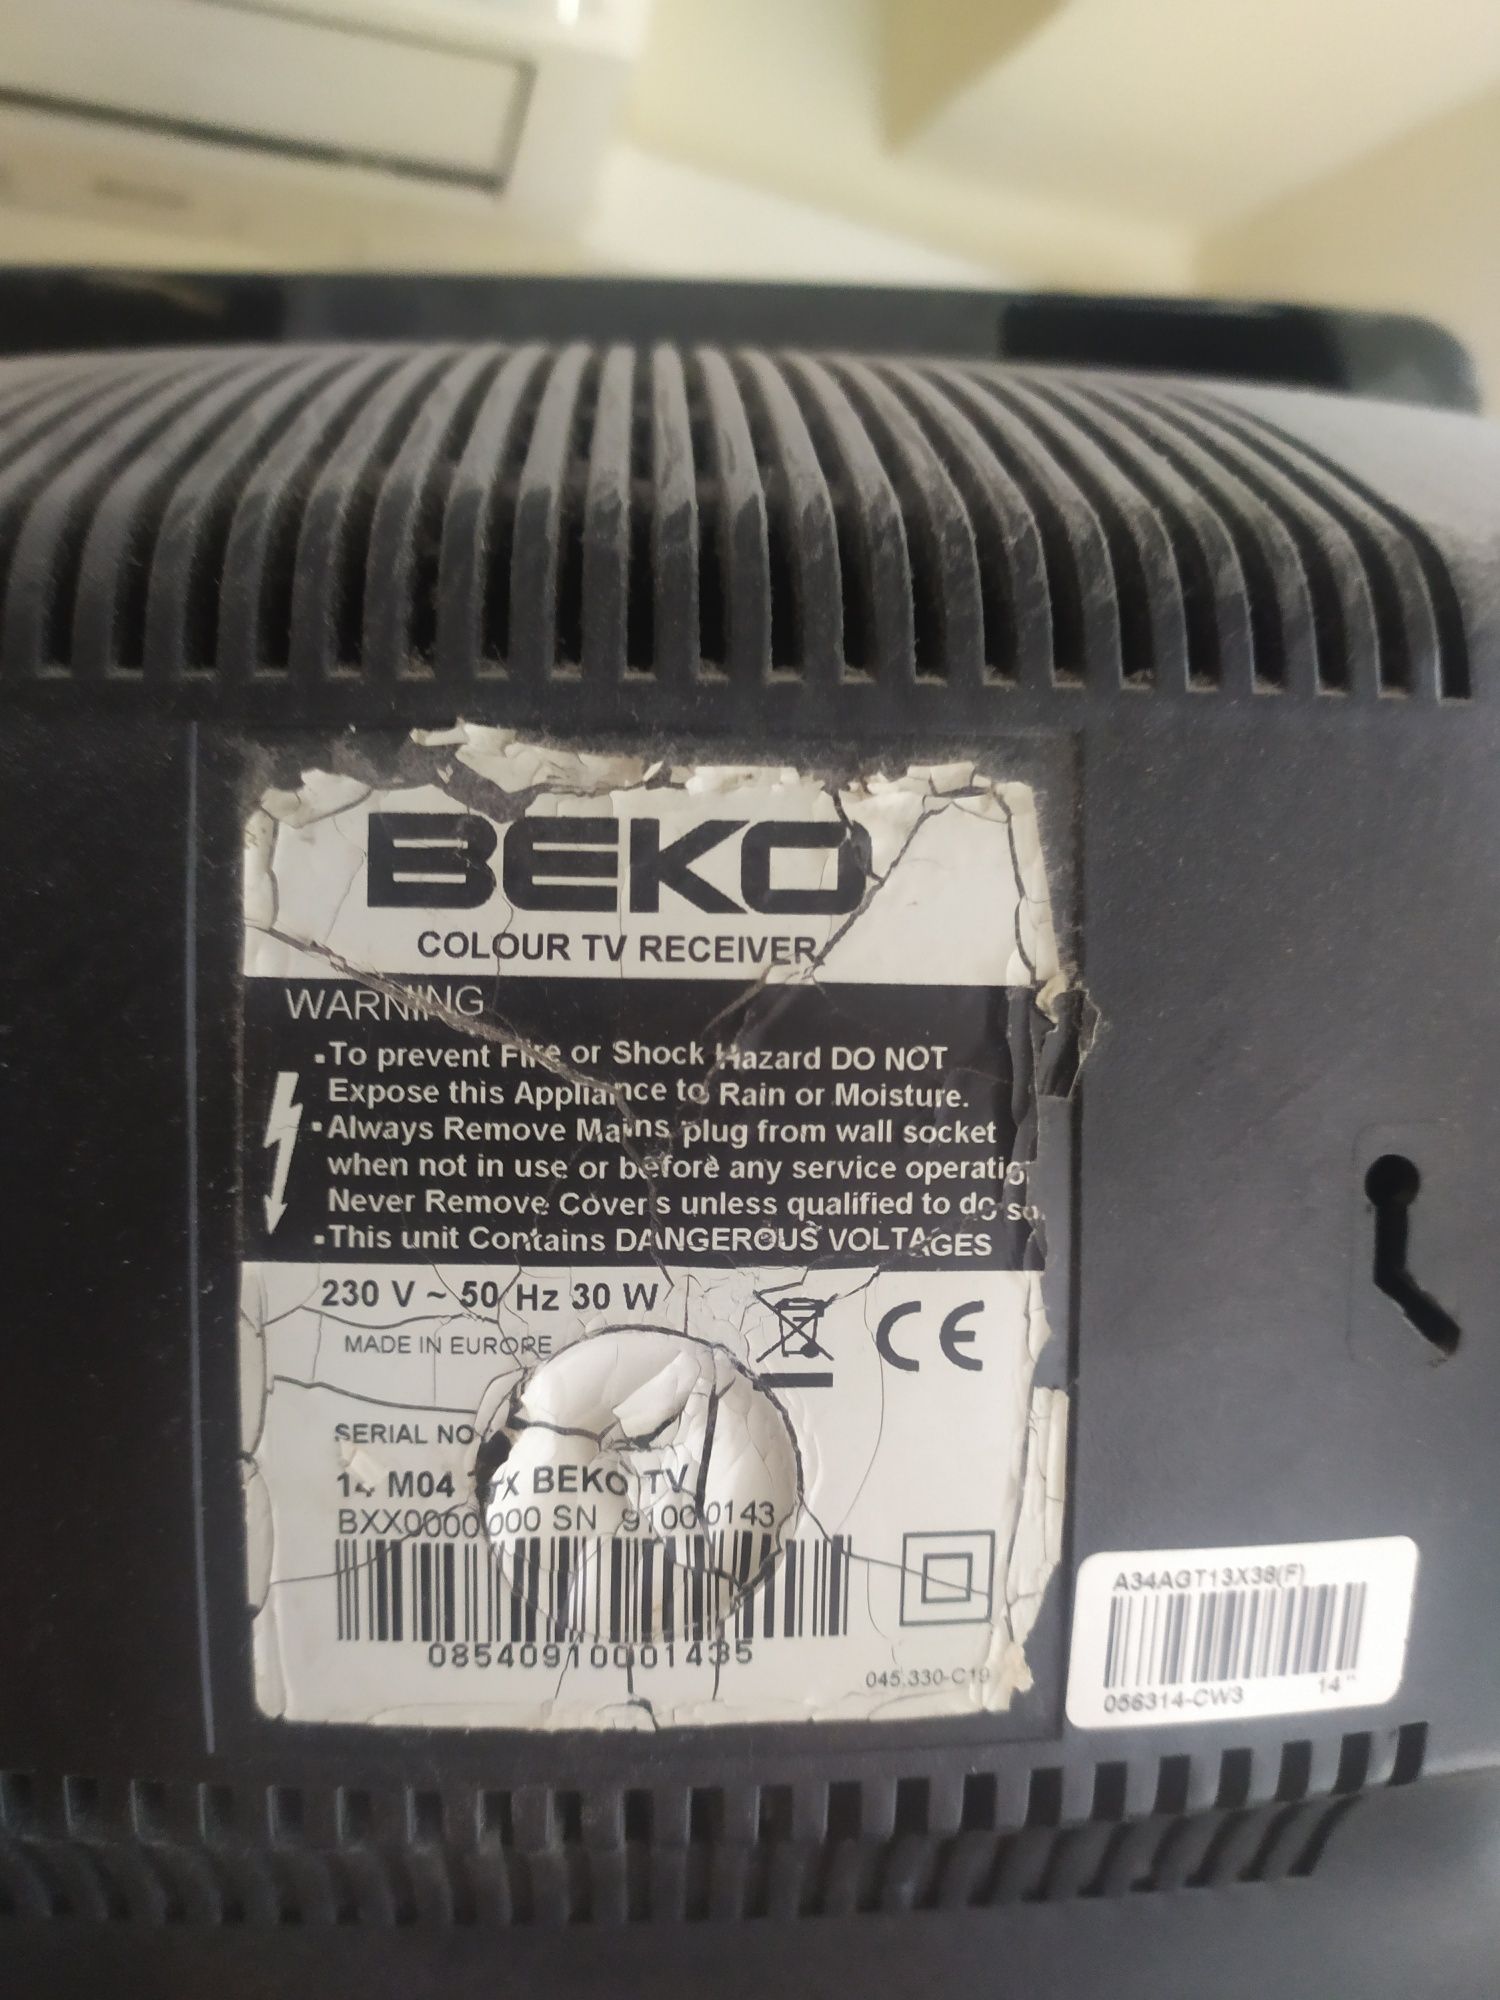 BEKO
COLOUR TV RECEIVER
WARNING
▪To prevent Fire or Shock Hazard DO NOT
Expose this Appliance to Rain or Moisture.
▪Always Remove Mains plug from wall socket
when not in use or before any service operatio
Never Remove Covers unless qualified to do so.
▪This unit Contains DANGEROUS VOLTAGES
230 V ~ 50 Hz 30 W
MADE IN EUROPE
CE
SERIAL NO
M04 BEKO TV
BXX0000000 SN 91000143
08540910001435
045.330-C19
A34AGT13X38(F)
056314-CW3 14"